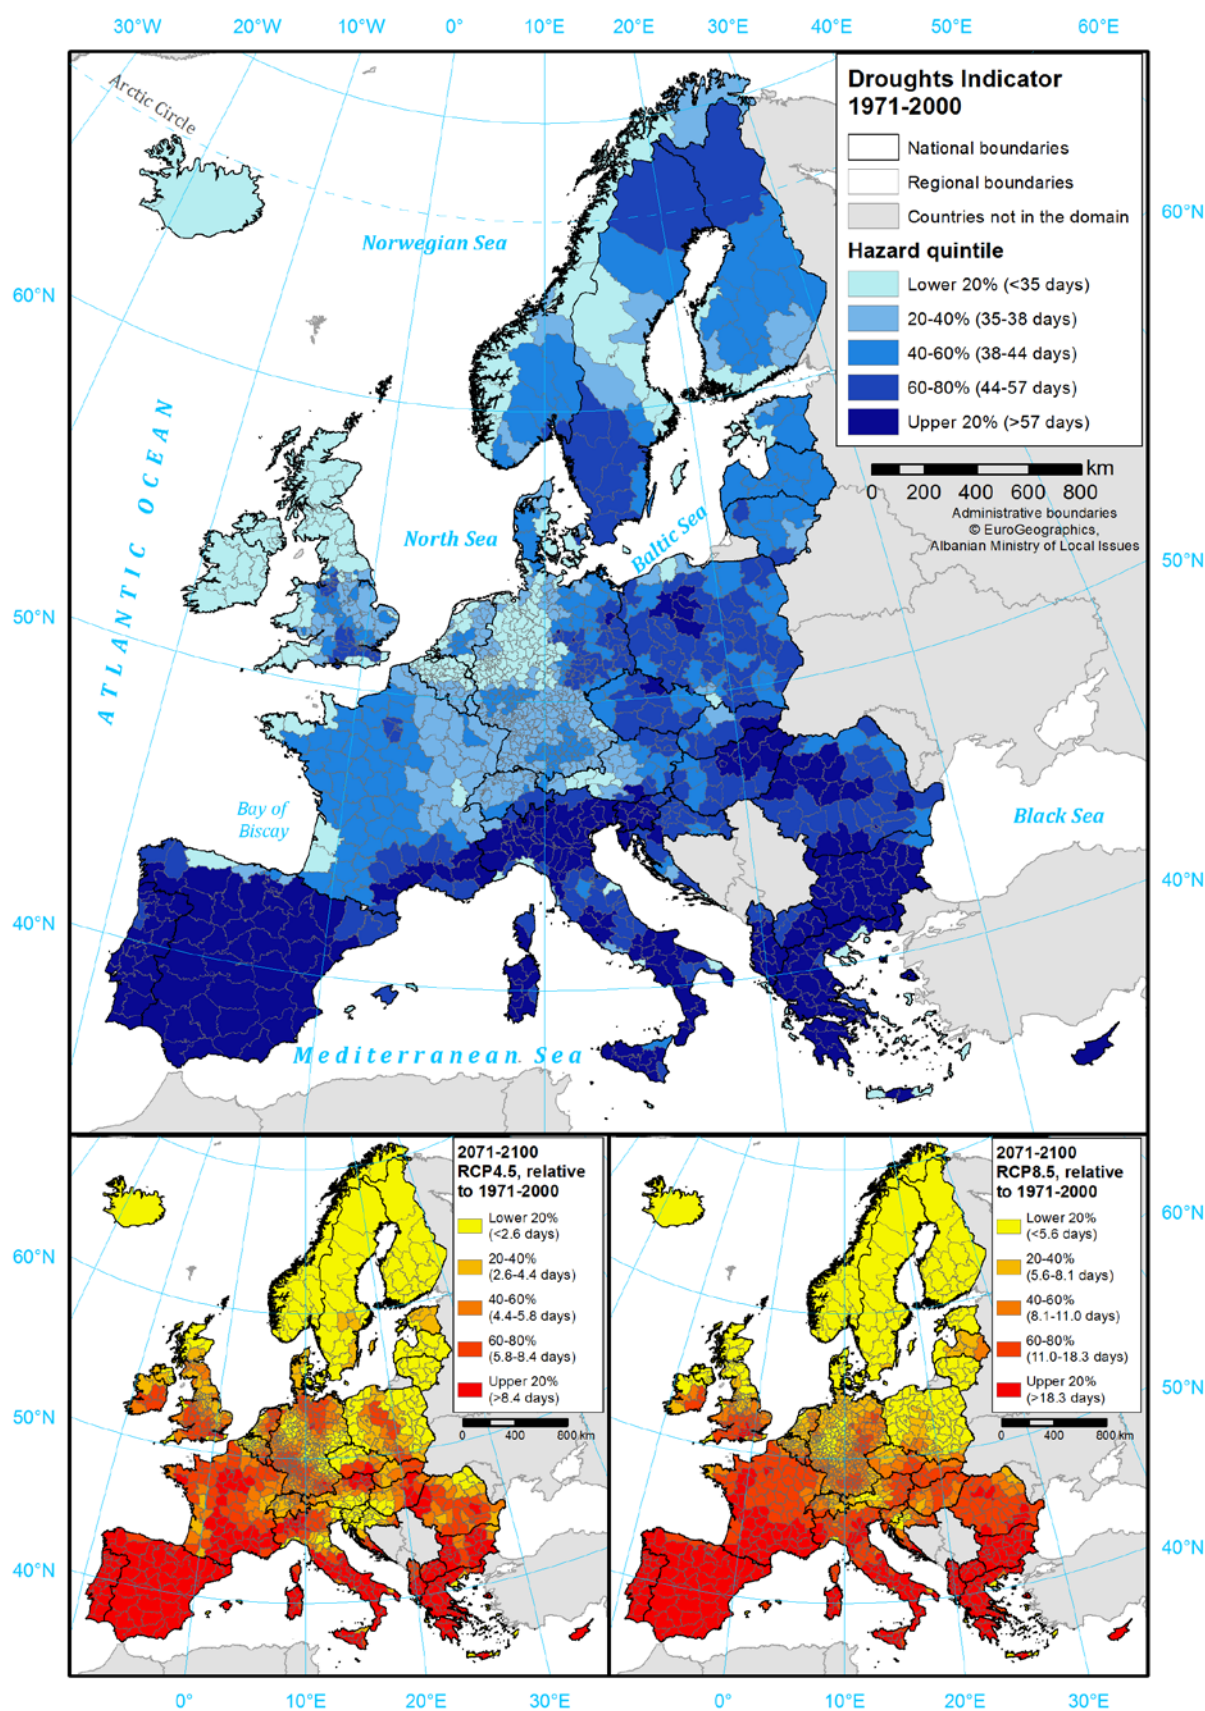 30°W 20°W 10°W 0° 10°E 20°E 30°E 40°E 50°E 60°E
Arctic Circle
Droughts Indicator
1971-2000
National boundaries
Regional boundaries
Countries not in the domain
Hazard quintile
Lower 20% (<35 days)
20-40% (35-38 days)
40-60% (38-44 days)
60-80% (44-57 days)
Upper 20% (>57 days)
km
0 200 400 600 800
Administrative boundaries
© EuroGeographics,
Albanian Ministry of Local Issues
60°N
50°N
40°N
60°N
50°N
40°N
Norwegian Sea
ATLANTIC OCEAN
North Sea
Baltic Sea
Bay of
Biscay
Black Sea
Mediterranean Sea
2071-2100
RCP4.5, relative
to 1971-2000
Lower 20%
(<2.6 days)
20-40%
(2.6-4.4 days)
40-60%
(4.4-5.8 days)
60-80%
(5.8-8.4 days)
Upper 20%
(>8.4 days)
0 400 800 km
2071-2100
RCP8.5, relative
to 1971-2000
Lower 20%
(<5.6 days)
20-40%
(5.6-8.1 days)
40-60%
(8.1-11.0 days)
60-80%
(11.0-18.3 days)
Upper 20%
(>18.3 days)
0 400 800 km
60°N
50°N
40°N
60°N
50°N
40°N
0° 10°E 20°E 30°E
0° 10°E 20°E 30°E